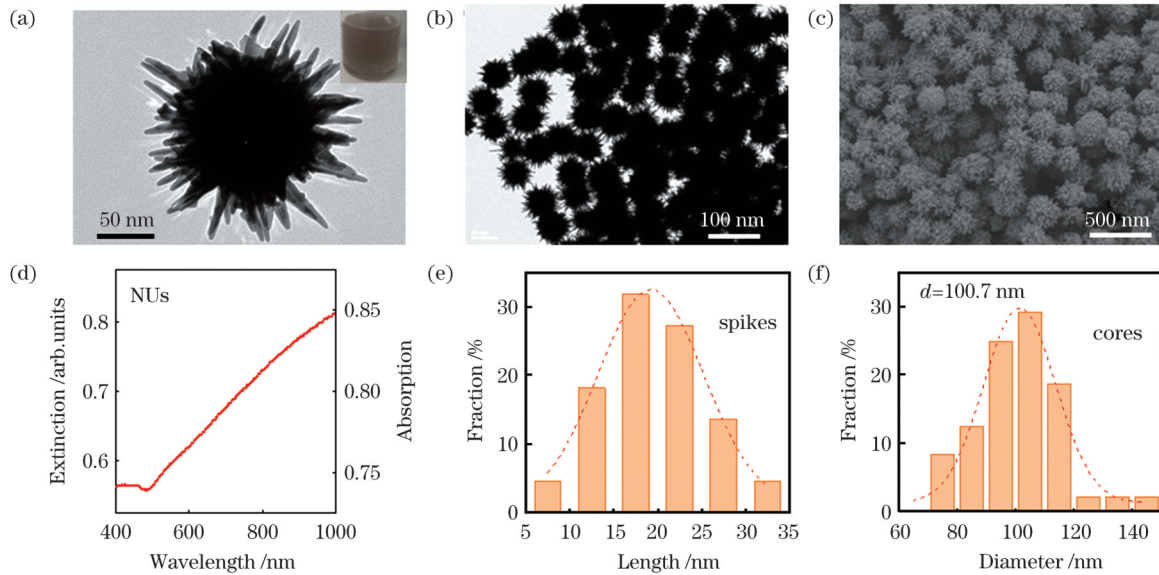 (a)
50 nm
(b)
100 nm
(c)
500 nm
(d)
NUs
Extinction /arb.units
0.8
0.7
0.6
0.85
0.80
0.75
Absorption
400
600
800
1000
Wavelength /nm
(e)
spikes
Fraction /%
30
20
10
0
5
10
15
20
25
30
35
Length /nm
(f)
d=100.7 nm
cores
Fraction /%
30
20
10
0
60
80
100
120
140
Diameter /nm